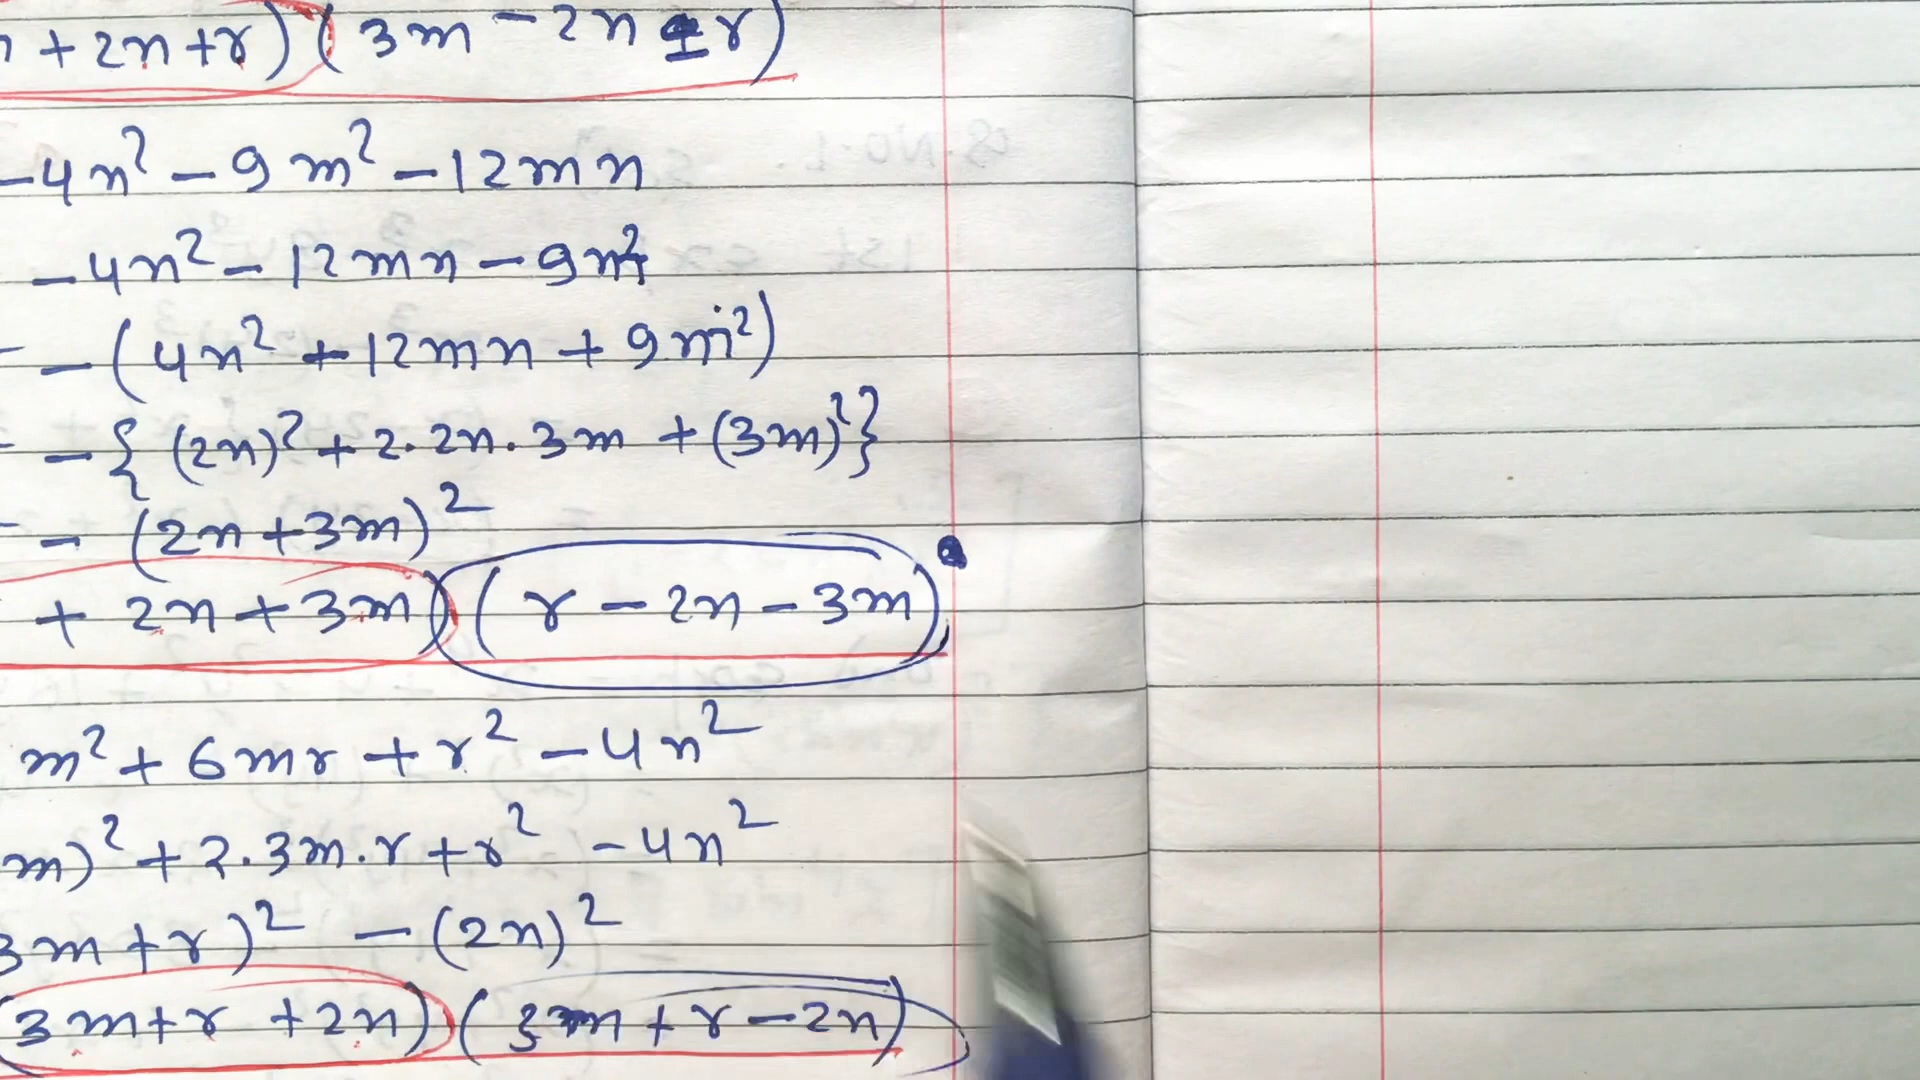 + 2n + r) (3m - 2n ± r)
-4n² - 9m² - 12mn
-4n² - 12mn - 9m²
- (4n² + 12mn + 9m²)
- { (2n)² + 2.2n.3m + (3m)² }
- (2n + 3m)²
+ 2n + 3m) (r - 2n - 3m)
m² + 6mr + r² - 4n²
m)² + 2.3m.r + r² - 4n²
3m + r)² - (2n)²
(3m + r + 2n) (3m + r - 2n)